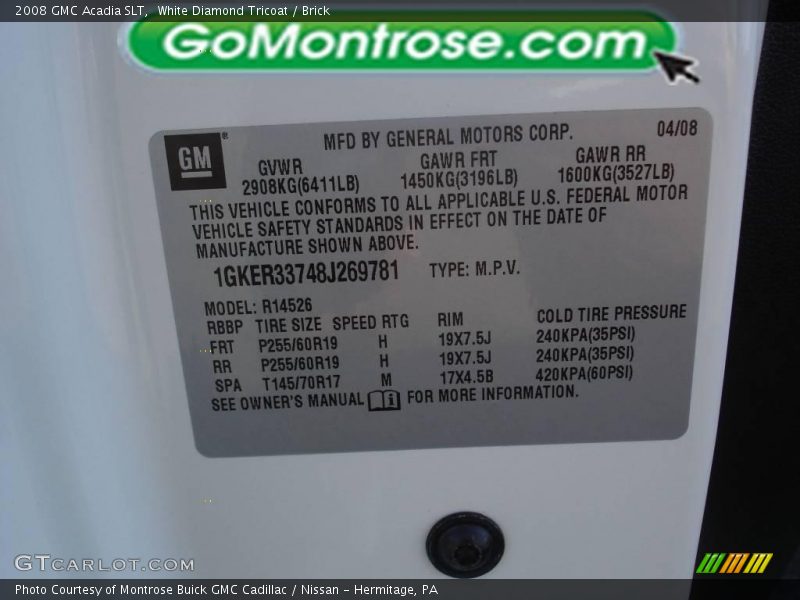 2008 GMC Acadia SLT,  White Diamond Tricoat / Brick
GoMontrose.com
GM®
MFD BY GENERAL MOTORS CORP. 04/08
GVWR GAWR FRT GAWR RR
2908KG(6411LB) 1450KG(3196LB) 1600KG(3527LB)
THIS VEHICLE CONFORMS TO ALL APPLICABLE U.S. FEDERAL MOTOR
VEHICLE SAFETY STANDARDS IN EFFECT ON THE DATE OF
MANUFACTURE SHOWN ABOVE.
1GKER33748J269781 TYPE: M.P.V.
MODEL: R14526
RBBP TIRE SIZE SPEED RTG RIM COLD TIRE PRESSURE
FRT P255/60R19 H 19X7.5J 240KPA(35PSI)
RR P255/60R19 H 19X7.5J 240KPA(35PSI)
SPA T145/70R17 M 17X4.5B 420KPA(60PSI)
SEE OWNER'S MANUAL FOR MORE INFORMATION.
GTCARLOT.COM
Photo Courtesy of Montrose Buick GMC Cadillac / Nissan - Hermitage, PA